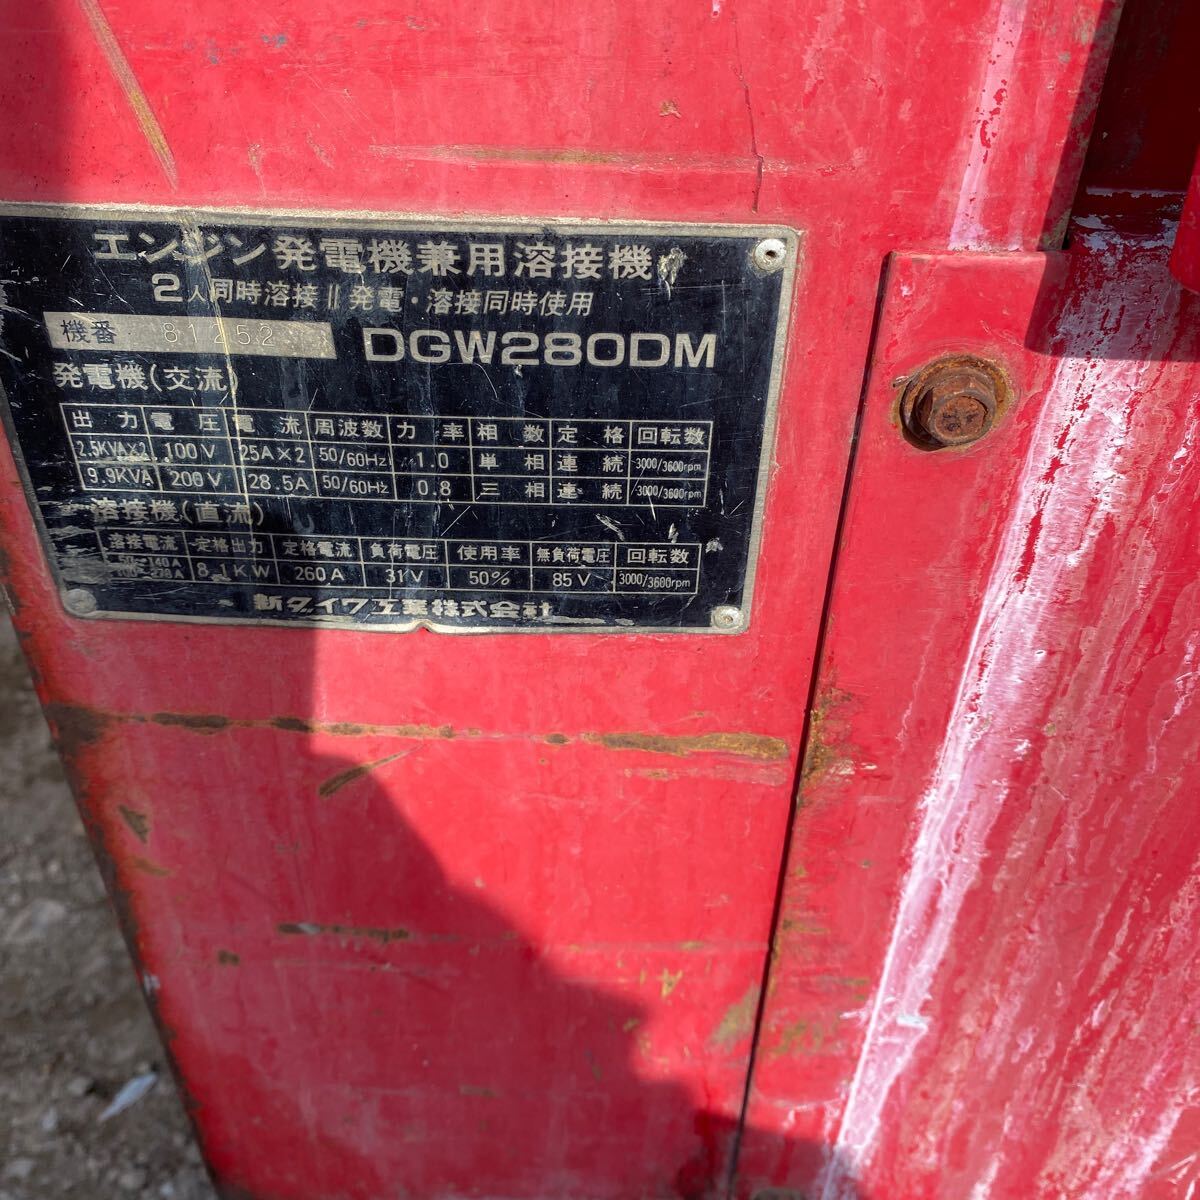 エンジン発電機兼用溶接機
2人同時溶接 || 発電・溶接同時使用
機番 81252 DGW280DM
発電機(交流)
出力 電圧 電流 周波数 力率 相数 定格 回転数
2.5KVA×2 100V 25A×2 50/60Hz 1.0 単相 連続 3000/3600rpm
9.9KVA 200V 28.5A 50/60Hz 0.8 三相 連続 3000/3600rpm
溶接機(直流)
溶接電流 定格出力 定格電流 負荷電圧 使用率 無負荷電圧 回転数
8.1KW 260A 31V 50% 85V 3000/3600rpm
新ダイワ工業株式会社